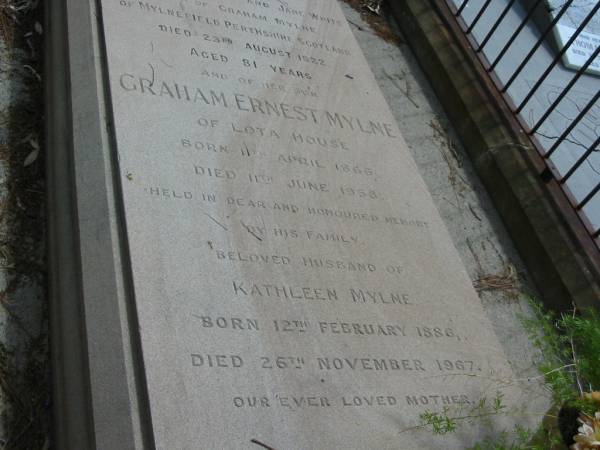 AND JANE WHITE
OF GRAHAM MYLNE
OF MYLNEFIELD PERTHSHIRE SCOTLAND
DIED 23RD AUGUST 1922
AGED 81 YEARS
AND OF HER SON
GRAHAM ERNEST MYLNE
OF LOTA HOUSE
BORN 11TH APRIL 1868,
DIED 11TH JUNE 1958.
HELD IN DEAR AND HONOURED MEMORY
BY HIS FAMILY.
BELOVED HUSBAND OF
KATHLEEN MYLNE
BORN 12TH FEBRUARY 1886,
DIED 26TH NOVEMBER 1967.
OUR EVER LOVED MOTHER.